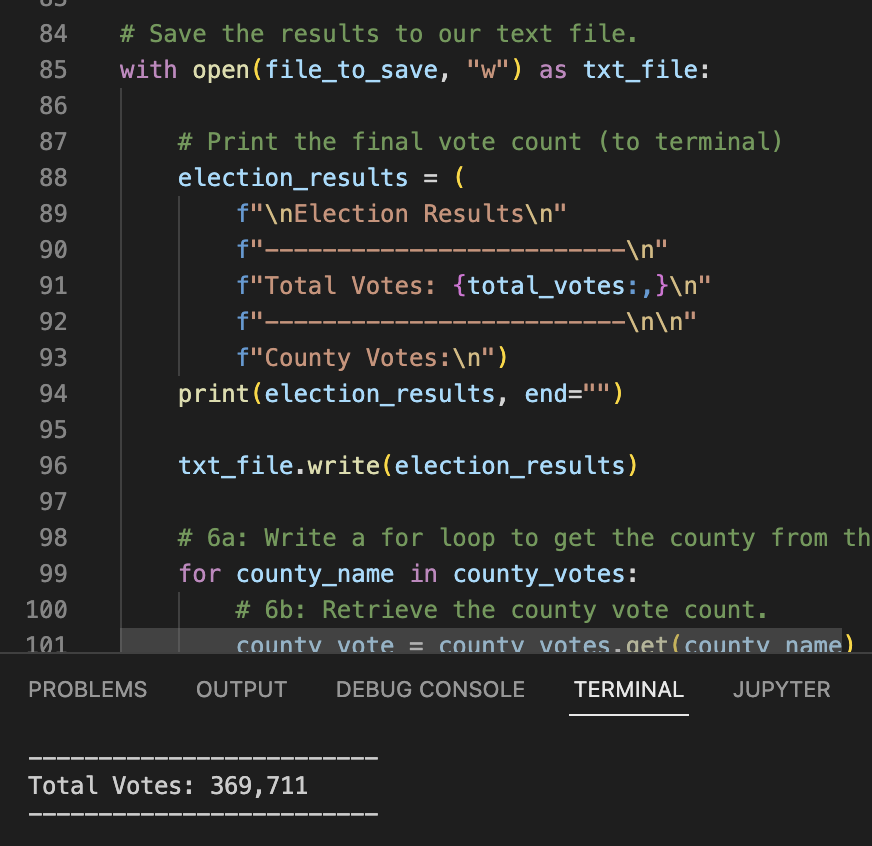 84 # Save the results to our text file.
85 with open(file_to_save, "w") as txt_file:
86
87 # Print the final vote count (to terminal)
88 election_results = (
89 f"\nElection Results\n"
90 f"-------------------------\n"
91 f"Total Votes: {total_votes:,}\n"
92 f"-------------------------\n\n"
93 f"County Votes:\n")
94 print(election_results, end="")
95
96 txt_file.write(election_results)
97
98 # 6a: Write a for loop to get the county from th
99 for county_name in county_votes:
100 # 6b: Retrieve the county vote count.
101 county_vote = county_votes.get(county_name)
PROBLEMS OUTPUT DEBUG CONSOLE TERMINAL JUPYTER
-------------------------
Total Votes: 369,711
-------------------------